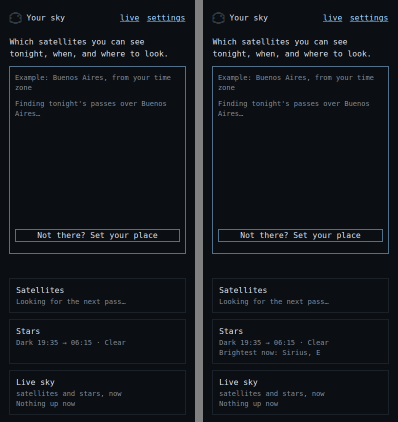 Your sky live settings
Which satellites you can see
tonight, when, and where to look.
Example: Buenos Aires, from your time
zone
Finding tonight's passes over Buenos
Aires…
Not there? Set your place
Satellites
Looking for the next pass…
Stars
Dark 19:35 → 06:15 · Clear
Live sky
satellites and stars, now
Nothing up now
Your sky live settings
Which satellites you can see
tonight, when, and where to look.
Example: Buenos Aires, from your time
zone
Finding tonight's passes over Buenos
Aires…
Not there? Set your place
Satellites
Looking for the next pass…
Stars
Dark 19:35 → 06:15 · Clear
Brightest now: Sirius, E
Live sky
satellites and stars, now
Nothing up now